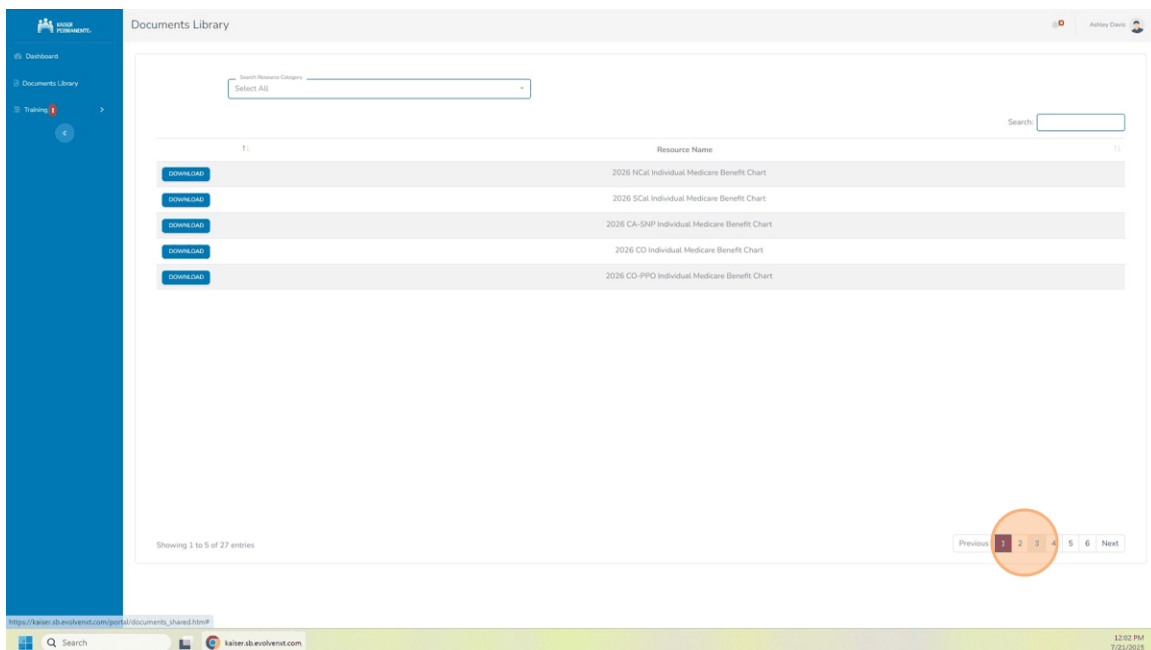 KAISER
PERMANENTE®
Documents Library
Ashley Davis
Dashboard
Documents Library
Training 1
Search Resource Category
Select All
Search:
Resource Name
DOWNLOAD 2026 NCal Individual Medicare Benefit Chart
DOWNLOAD 2026 SCal Individual Medicare Benefit Chart
DOWNLOAD 2026 CA-SNP Individual Medicare Benefit Chart
DOWNLOAD 2026 CO Individual Medicare Benefit Chart
DOWNLOAD 2026 CO-PPO Individual Medicare Benefit Chart
Showing 1 to 5 of 27 entries
Previous 1 2 3 4 5 6 Next
https://kaiser.sb.evolvenxt.com/portal/documents_shared.htm#
Search
kaiser.sb.evolvenxt.com
12:02 PM
7/21/2025